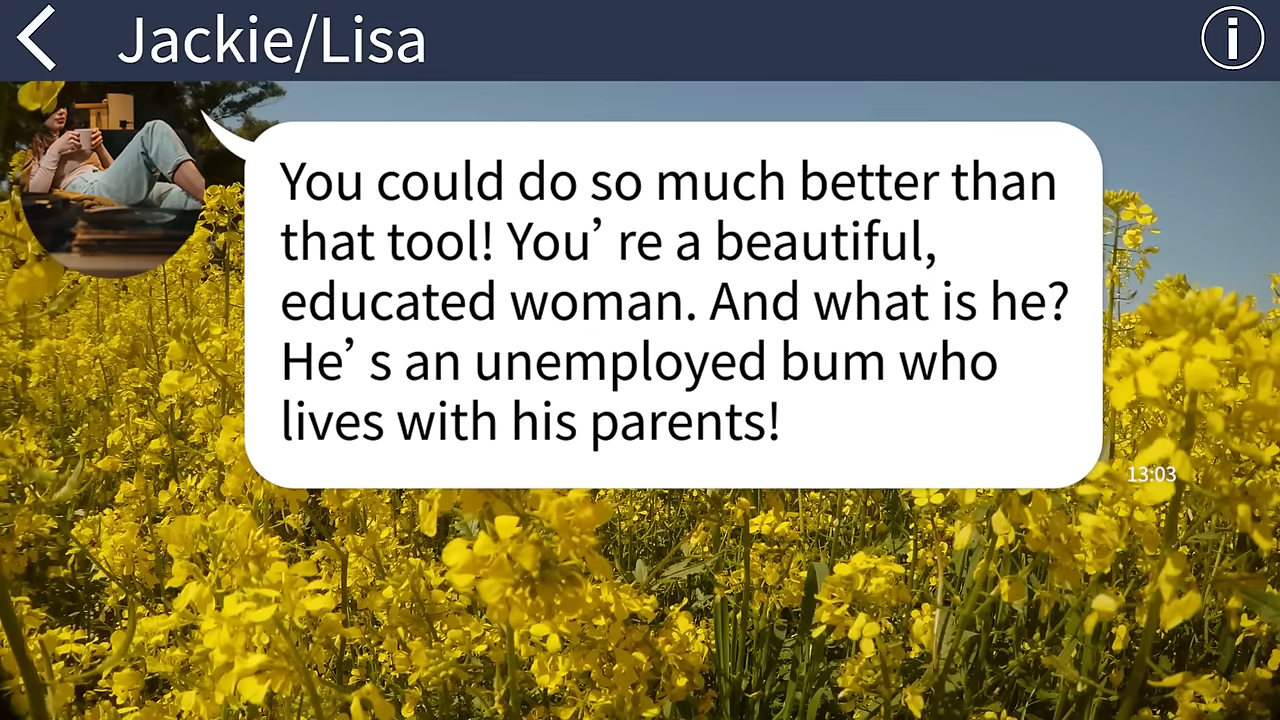 Jackie/Lisa
You could do so much better than
that tool! You’re a beautiful,
educated woman. And what is he?
He’s an unemployed bum who
lives with his parents!
13:03